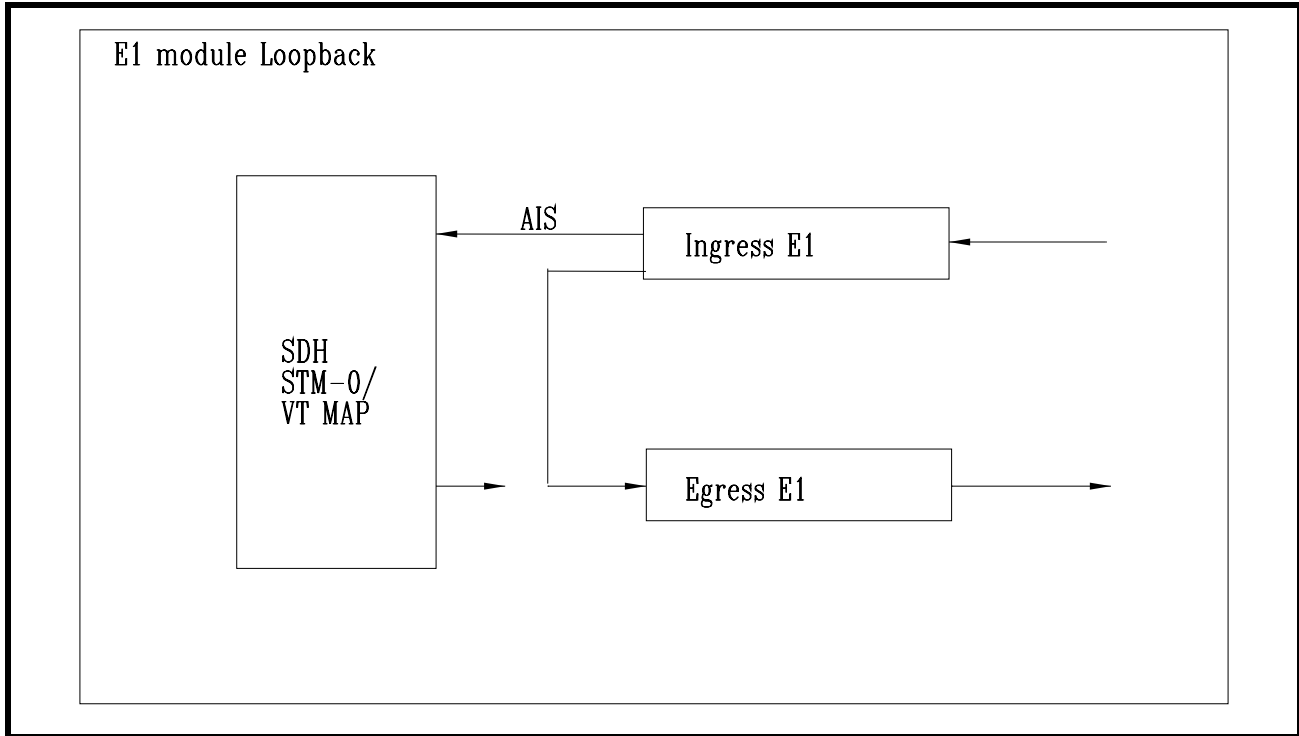 E1 module Loopback
AIS
Ingress E1
SDH
STM-0/
VT MAP
Egress E1